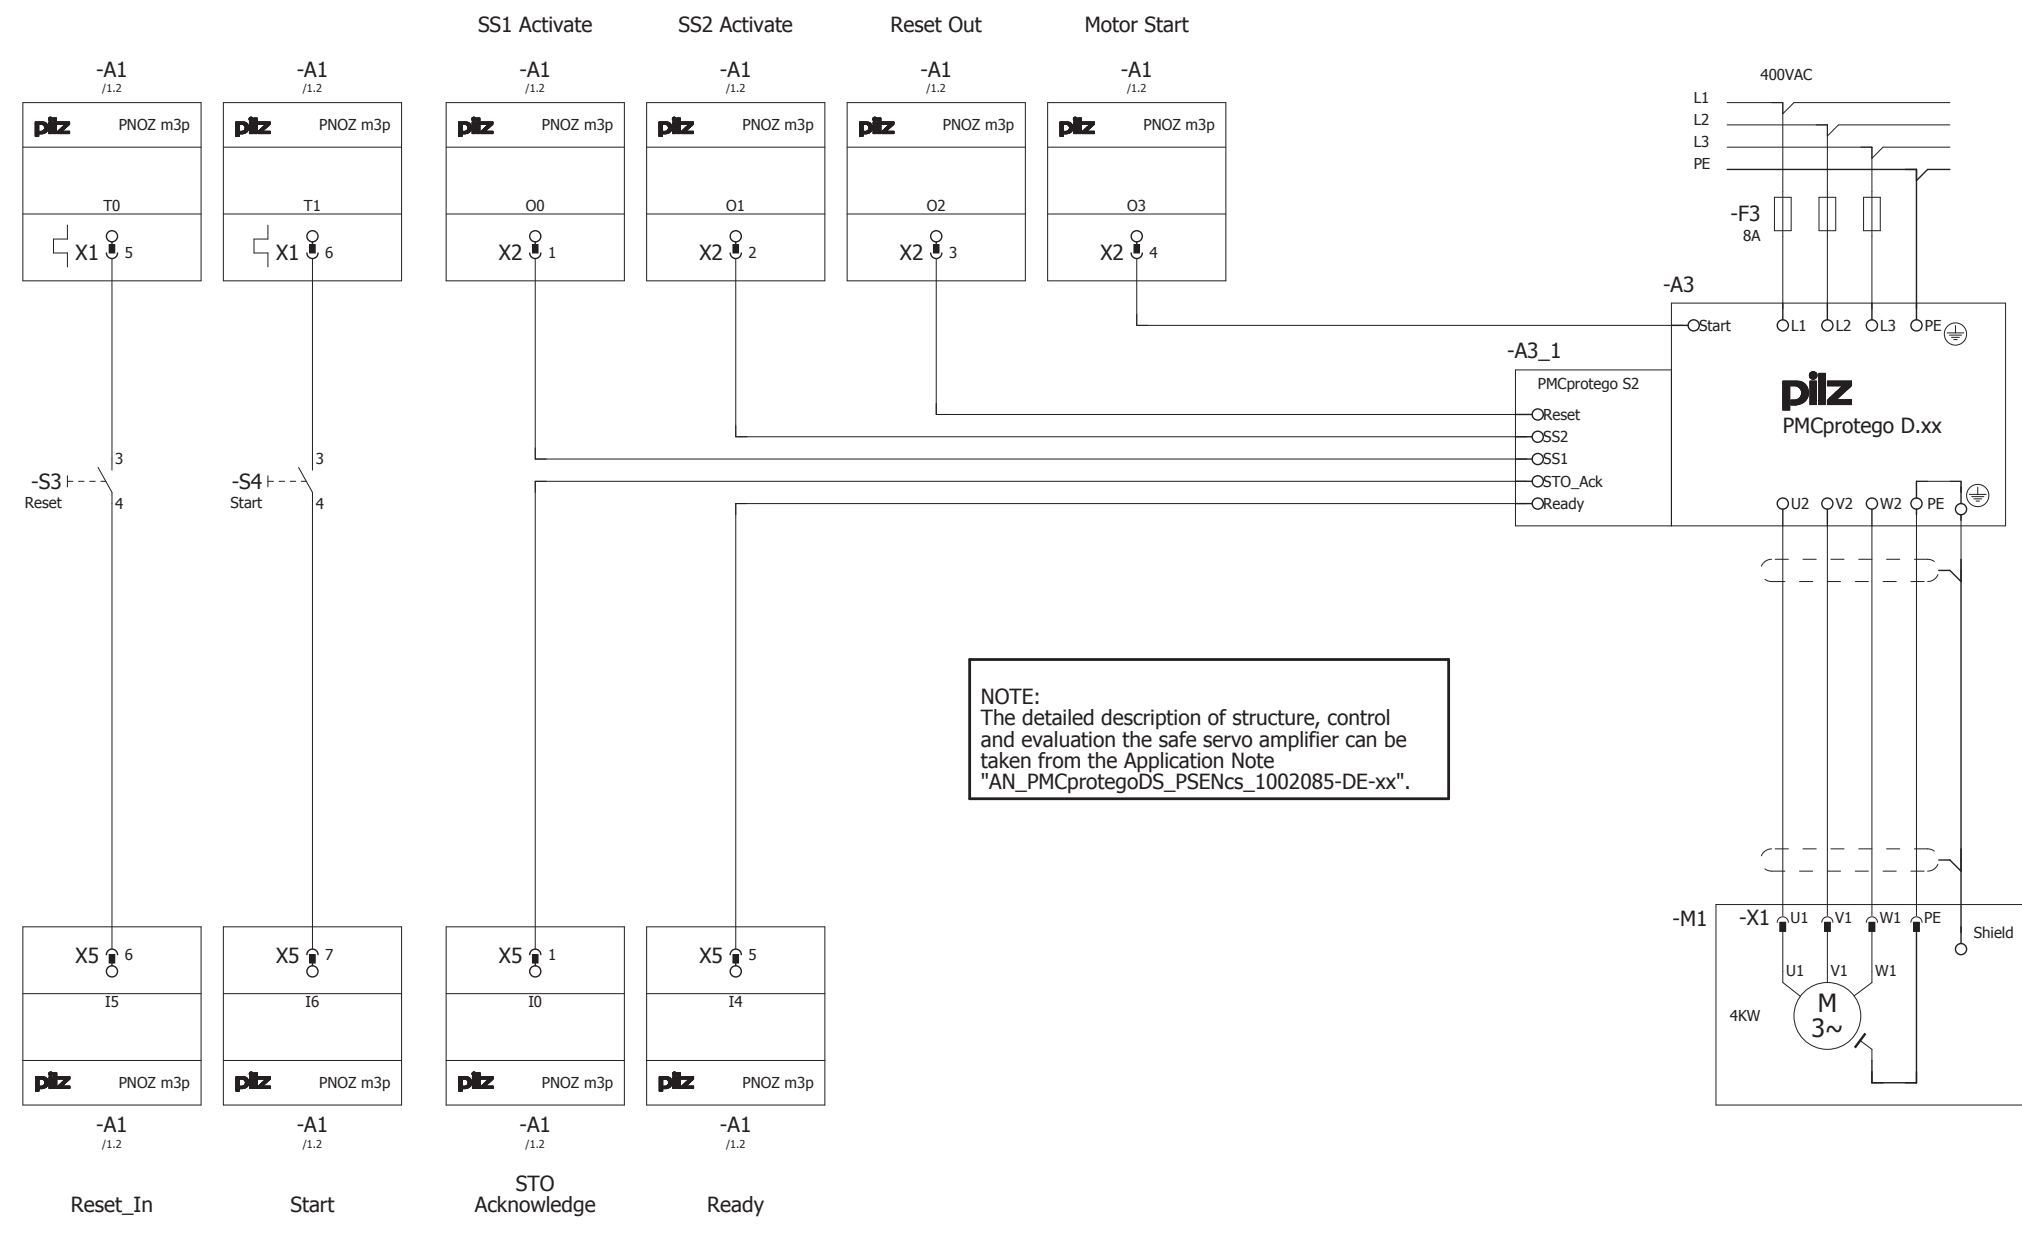 SS1 Activate SS2 Activate Reset Out Motor Start
-A1 -A1 -A1 -A1 -A1 -A1
/1.2 /1.2 /1.2 /1.2 /1.2 /1.2
400VAC
L1
L2
L3
PE
pilz PNOZ m3p pilz PNOZ m3p pilz PNOZ m3p pilz PNOZ m3p pilz PNOZ m3p pilz PNOZ m3p
T0 T1 O0 O1 O2 O3
-F3
8A
X1 5 X1 6 X2 1 X2 2 X2 3 X2 4
-A3
Start L1 L2 L3 PE
-A3_1
PMCprotego S2
pilz
PMCprotego D.xx
Reset
SS2
SS1
STO_Ack
Ready
3 3
-S3 -S4
Reset Start
4 4
U2 V2 W2 PE
NOTE:
The detailed description of structure, control
and evaluation the safe servo amplifier can be
taken from the Application Note
"AN_PMCprotegoDS_PSENcs_1002085-DE-xx".
-M1 -X1 U1 V1 W1 PE
Shield
X5 6 X5 7 X5 1 X5 5
U1 V1 W1
I5 I6 I0 I4
4KW
M
3~
pilz PNOZ m3p pilz PNOZ m3p pilz PNOZ m3p pilz PNOZ m3p
-A1 -A1 -A1 -A1
/1.2 /1.2 /1.2 /1.2
Reset_In Start
STO
Acknowledge
Ready